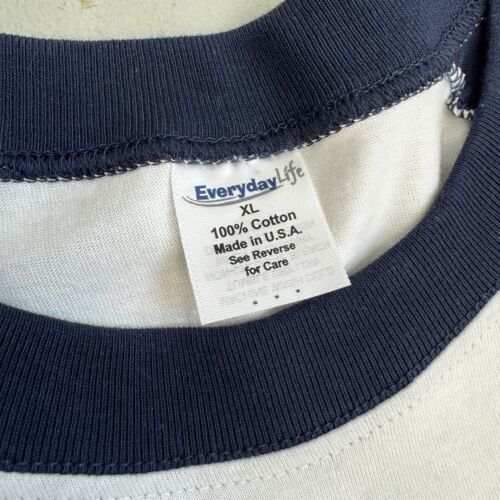 EverydayLife
XL
100% Cotton
Made in U.S.A.
See Reverse
for Care